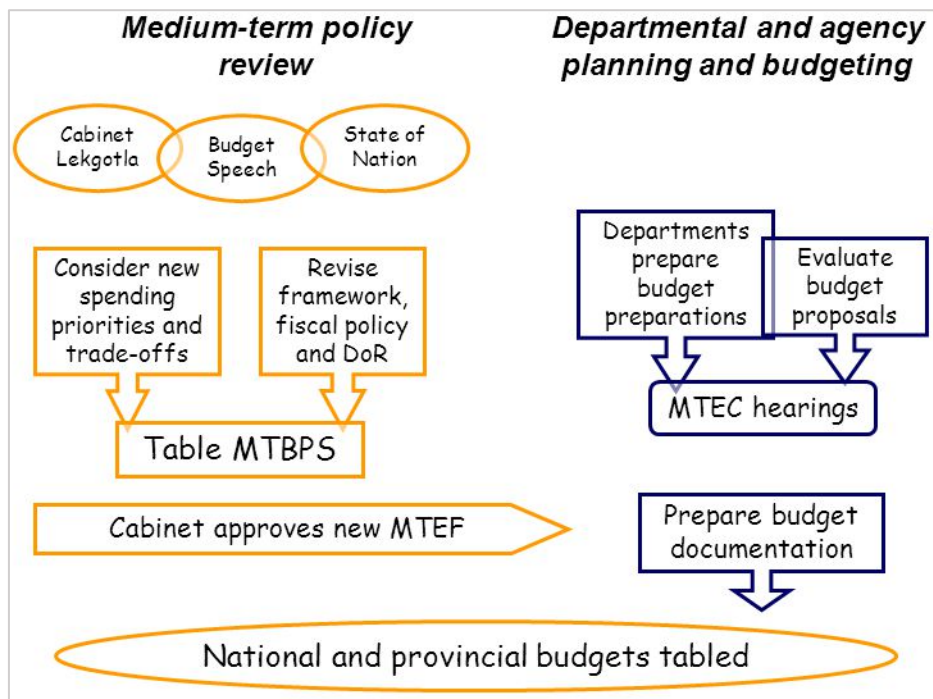 Medium-term policy
review
Departmental and agency
planning and budgeting
Cabinet
Lekgotla
Budget
Speech
State of
Nation
Consider new
spending
priorities and
trade-offs
Revise
framework,
fiscal policy
and DoR
Table MTBPS
Cabinet approves new MTEF
Departments
prepare
budget
preparations
Evaluate
budget
proposals
MTEC hearings
Prepare budget
documentation
National and provincial budgets tabled